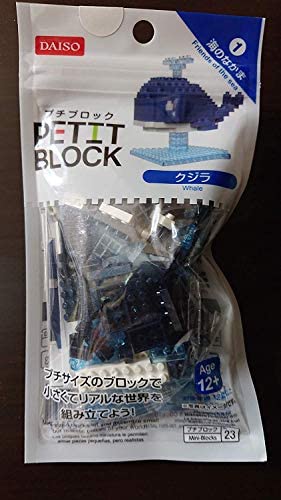 DAISO
海のなかま
Friends of the sea
1
プチブロック
PETIT
BLOCK
クジラ
Whale
プチサイズのブロックで
小さくてリアルな世界を
組み立てよう!
Age
12+
プチブロック
Mini-Blocks
23